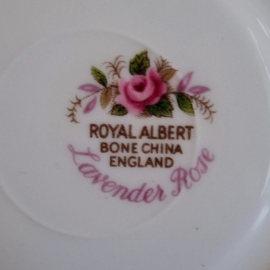 ROYAL ALBERT
BONE CHINA
ENGLAND
Lavender Rose